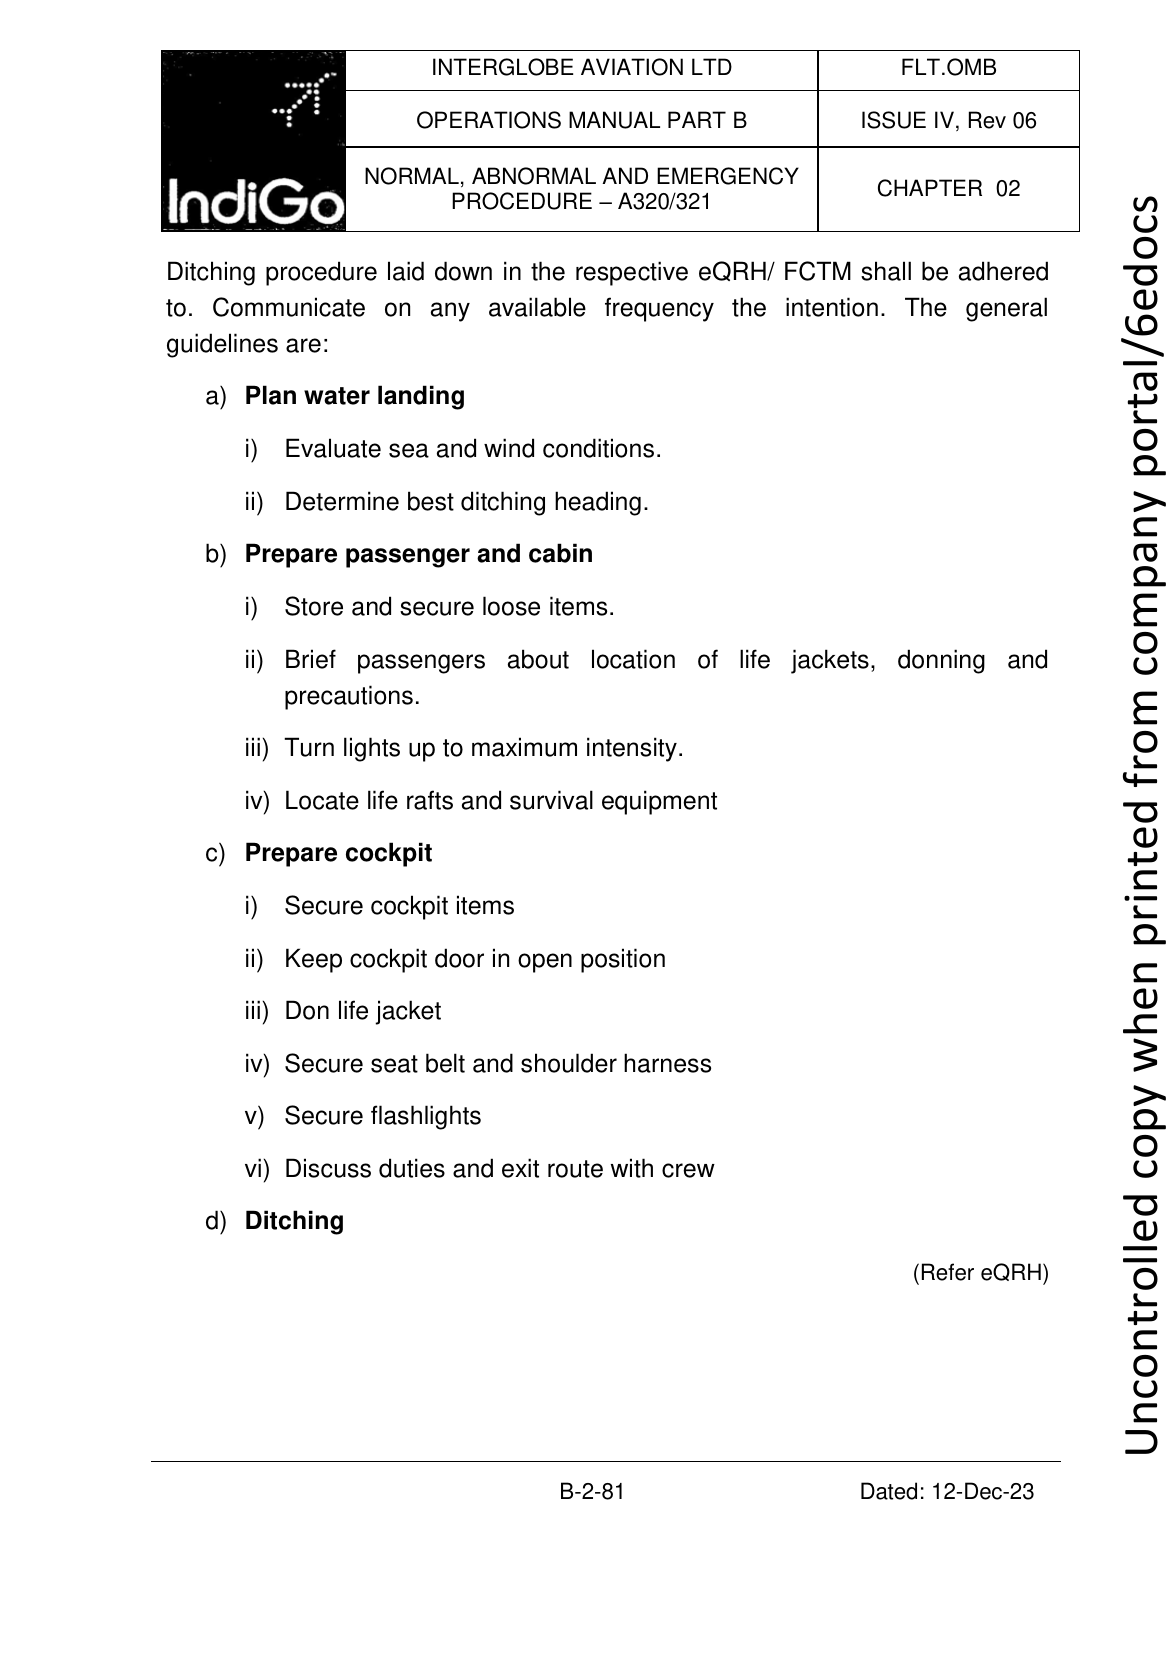 INTERGLOBE AVIATION LTD
FLT.OMB
OPERATIONS MANUAL PART B
ISSUE IV, Rev 06
IndiGo
NORMAL, ABNORMAL AND EMERGENCY
PROCEDURE – A320/321
CHAPTER 02
Ditching procedure laid down in the respective eQRH/ FCTM shall be adhered
to. Communicate on any available frequency the intention. The general
guidelines are:
a) Plan water landing
i) Evaluate sea and wind conditions.
ii) Determine best ditching heading.
b) Prepare passenger and cabin
i) Store and secure loose items.
ii) Brief passengers about location of life jackets, donning and
precautions.
iii) Turn lights up to maximum intensity.
iv) Locate life rafts and survival equipment
c) Prepare cockpit
i) Secure cockpit items
ii) Keep cockpit door in open position
iii) Don life jacket
iv) Secure seat belt and shoulder harness
v) Secure flashlights
vi) Discuss duties and exit route with crew
d) Ditching
(Refer eQRH)
B-2-81
Dated: 12-Dec-23
Uncontrolled copy when printed from company portal/6edocs